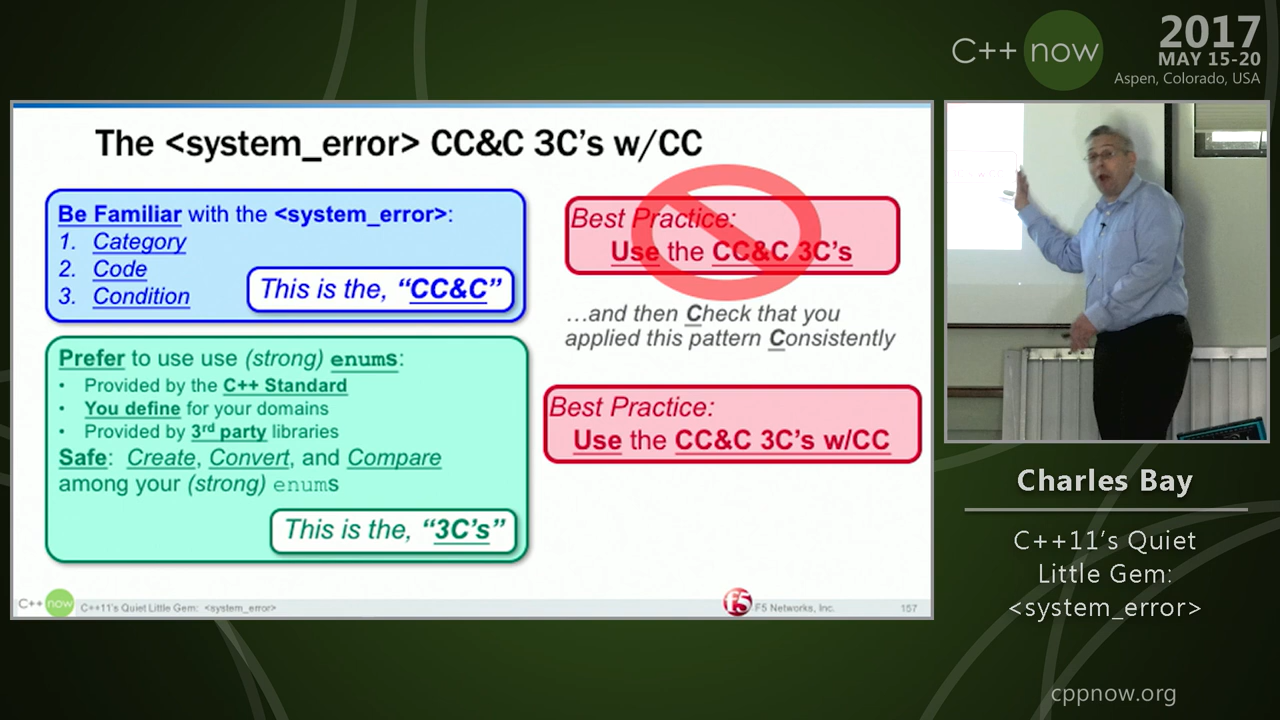 C++ now
2017
MAY 15-20
Aspen, Colorado, USA
The <system_error> CC&C 3C's w/CC
Be Familiar with the <system_error>:
1. Category
2. Code
3. Condition
This is the, “CC&C”
Prefer to use use (strong) enums:
• Provided by the C++ Standard
• You define for your domains
• Provided by 3rd party libraries
Safe: Create, Convert, and Compare
among your (strong) enums
This is the, “3C's”
Best Practice:
Use the CC&C 3C's
…and then Check that you
applied this pattern Consistently
Best Practice:
Use the CC&C 3C's w/CC
C++ now
C++11's Quiet Little Gem: <system_error>
f5
F5 Networks, Inc.
157
Charles Bay
C++11’s Quiet
Little Gem:
<system_error>
cppnow.org